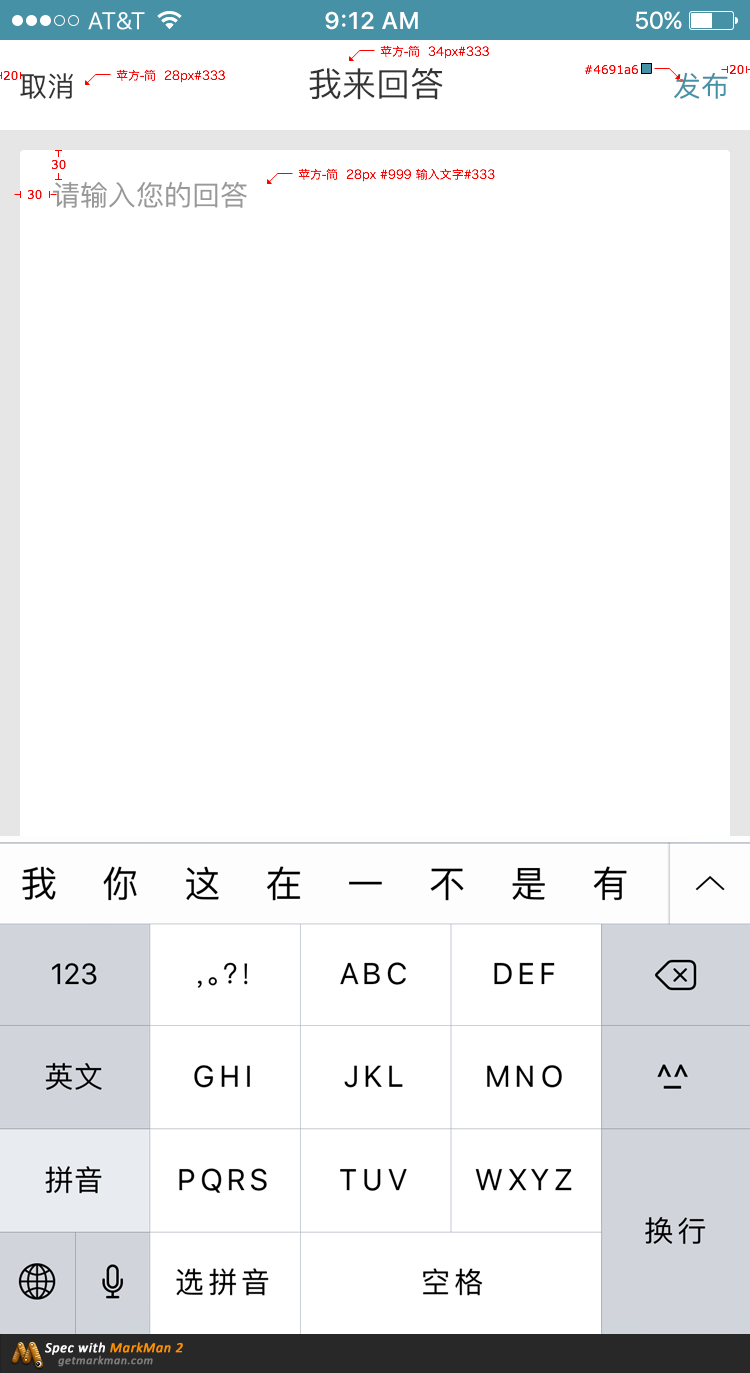 AT&T 9:12 AM 50%
苹方-简 34px#333
20 取消 苹方-简 28px#333 我来回答 #4691a6 发布 20
30
30 请输入您的回答 苹方-简 28px #999 输入文字#333
我 你 这 在 一 不 是 有
123 ,。?! ABC DEF
英文 GHI JKL MNO ^_^
拼音 PQRS TUV WXYZ
换行
选拼音 空格
Spec with MarkMan 2
getmarkman.com